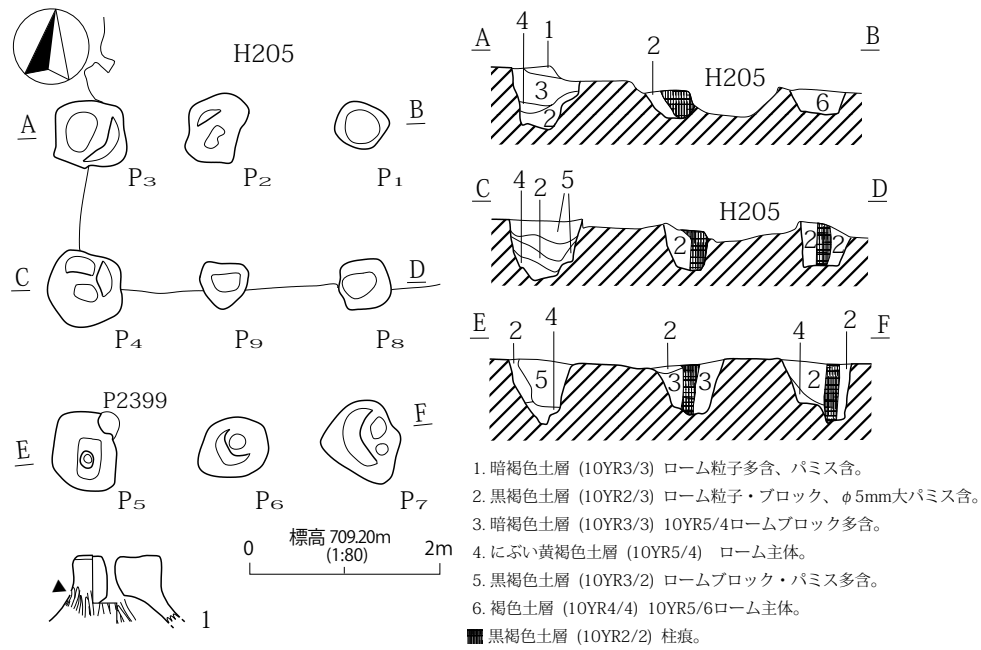 H205
A
B
P3
P2
P1
C
D
P4
P9
P8
P2399
E
F
P5
P6
P7
標高 709.20m
(1:80)
0
2m
1
A
4
1
2
H205
B
3
2
6
C
4
2
5
H205
D
2
2
2
E
2
4
2
4
2
F
5
3
3
2
1. 暗褐色土層 (10YR3/3) ローム粒子多含、パミス含。
2. 黒褐色土層 (10YR2/3) ローム粒子・ブロック、φ5mm大パミス含。
3. 暗褐色土層 (10YR3/3) 10YR5/4ロームブロック多含。
4. にぶい黄褐色土層 (10YR5/4) ローム主体。
5. 黒褐色土層 (10YR3/2) ロームブロック・パミス多含。
6. 褐色土層 (10YR4/4) 10YR5/6ローム主体。
黒褐色土層 (10YR2/2) 柱痕。